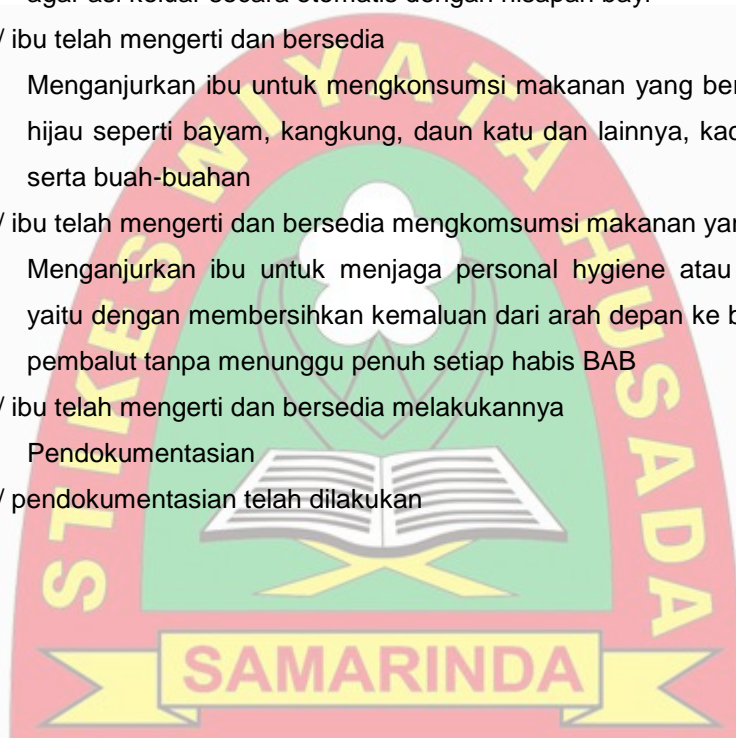 agar asi keluar secara otomatis dengan hisapan bayi
/ ibu telah mengerti dan bersedia
Menganjurkan ibu untuk mengkonsumsi makanan yang
hijau seperti bayam, kangkung, daun katu dan lainnya,
serta buah-buahan
/ ibu telah mengerti dan bersedia mengkomsumsi makanan
Menganjurkan ibu untuk menjaga personal hygiene atau
yaitu dengan membersihkan kemaluan dari arah depan ke
pembalut tanpa menunggu penuh setiap habis BAB
/ ibu telah mengerti dan bersedia melakukannya
Pendokumentasian
/ pendokumentasian telah dilakukan
STIKES WIYATA HUSADA
SAMARINDA